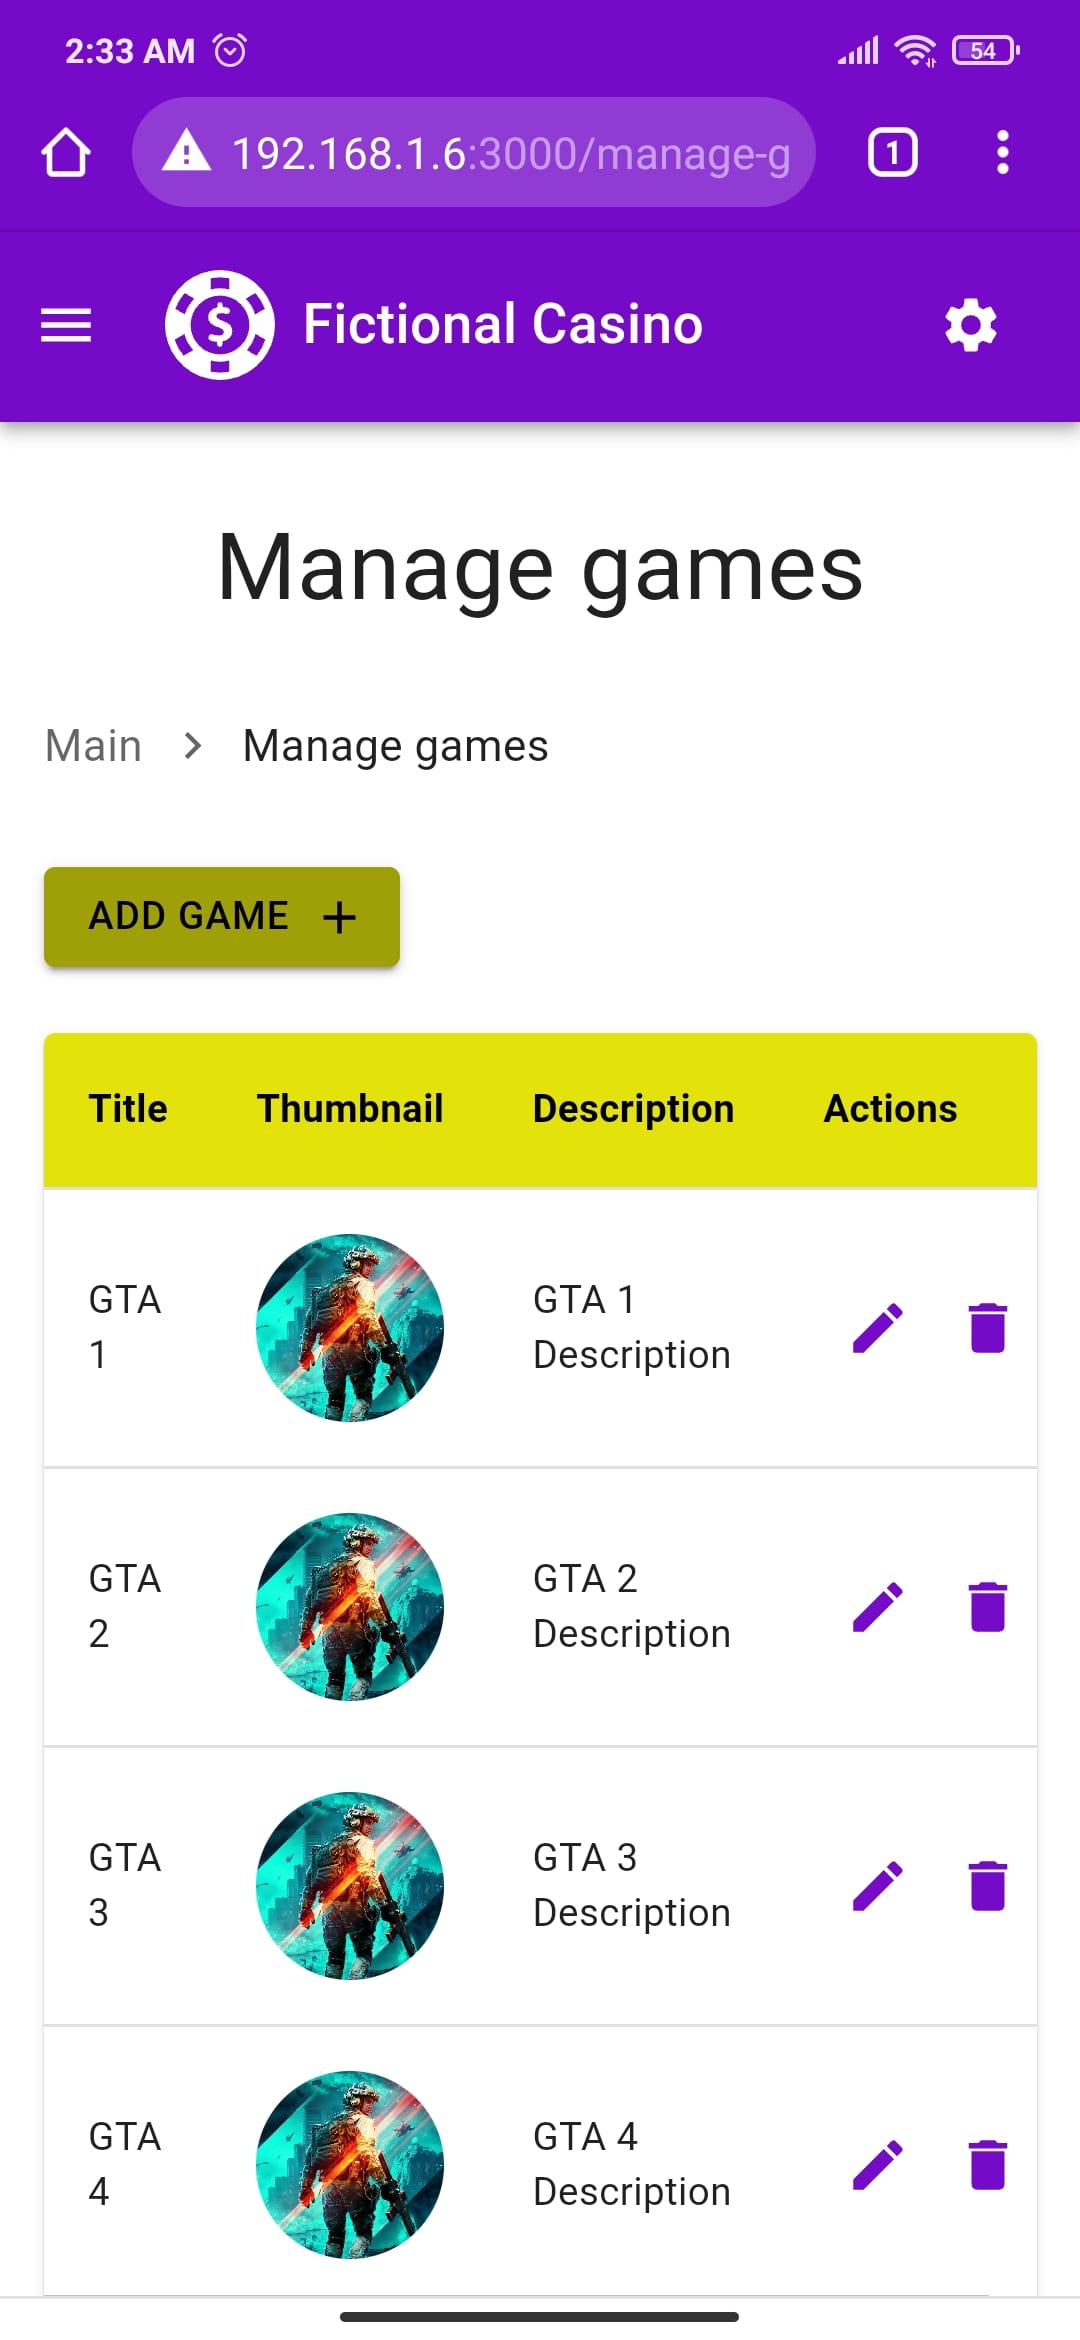 2:33 AM 54
192.168.1.6:3000/manage-g 1
$ Fictional Casino
Manage games
Main > Manage games
ADD GAME +
Title Thumbnail Description Actions
GTA
1
GTA 1
Description
GTA
2
GTA 2
Description
GTA
3
GTA 3
Description
GTA
4
GTA 4
Description